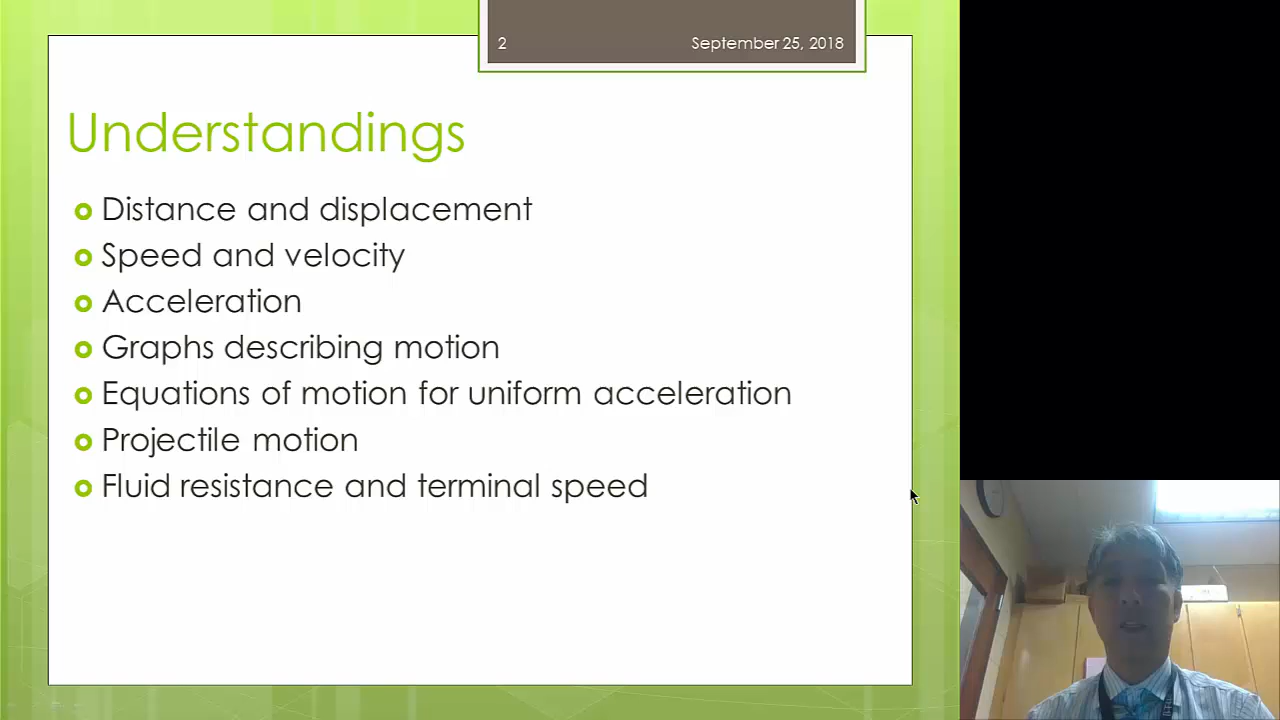 2
September 25, 2018
Understandings
Distance and displacement
Speed and velocity
Acceleration
Graphs describing motion
Equations of motion for uniform acceleration
Projectile motion
Fluid resistance and terminal speed